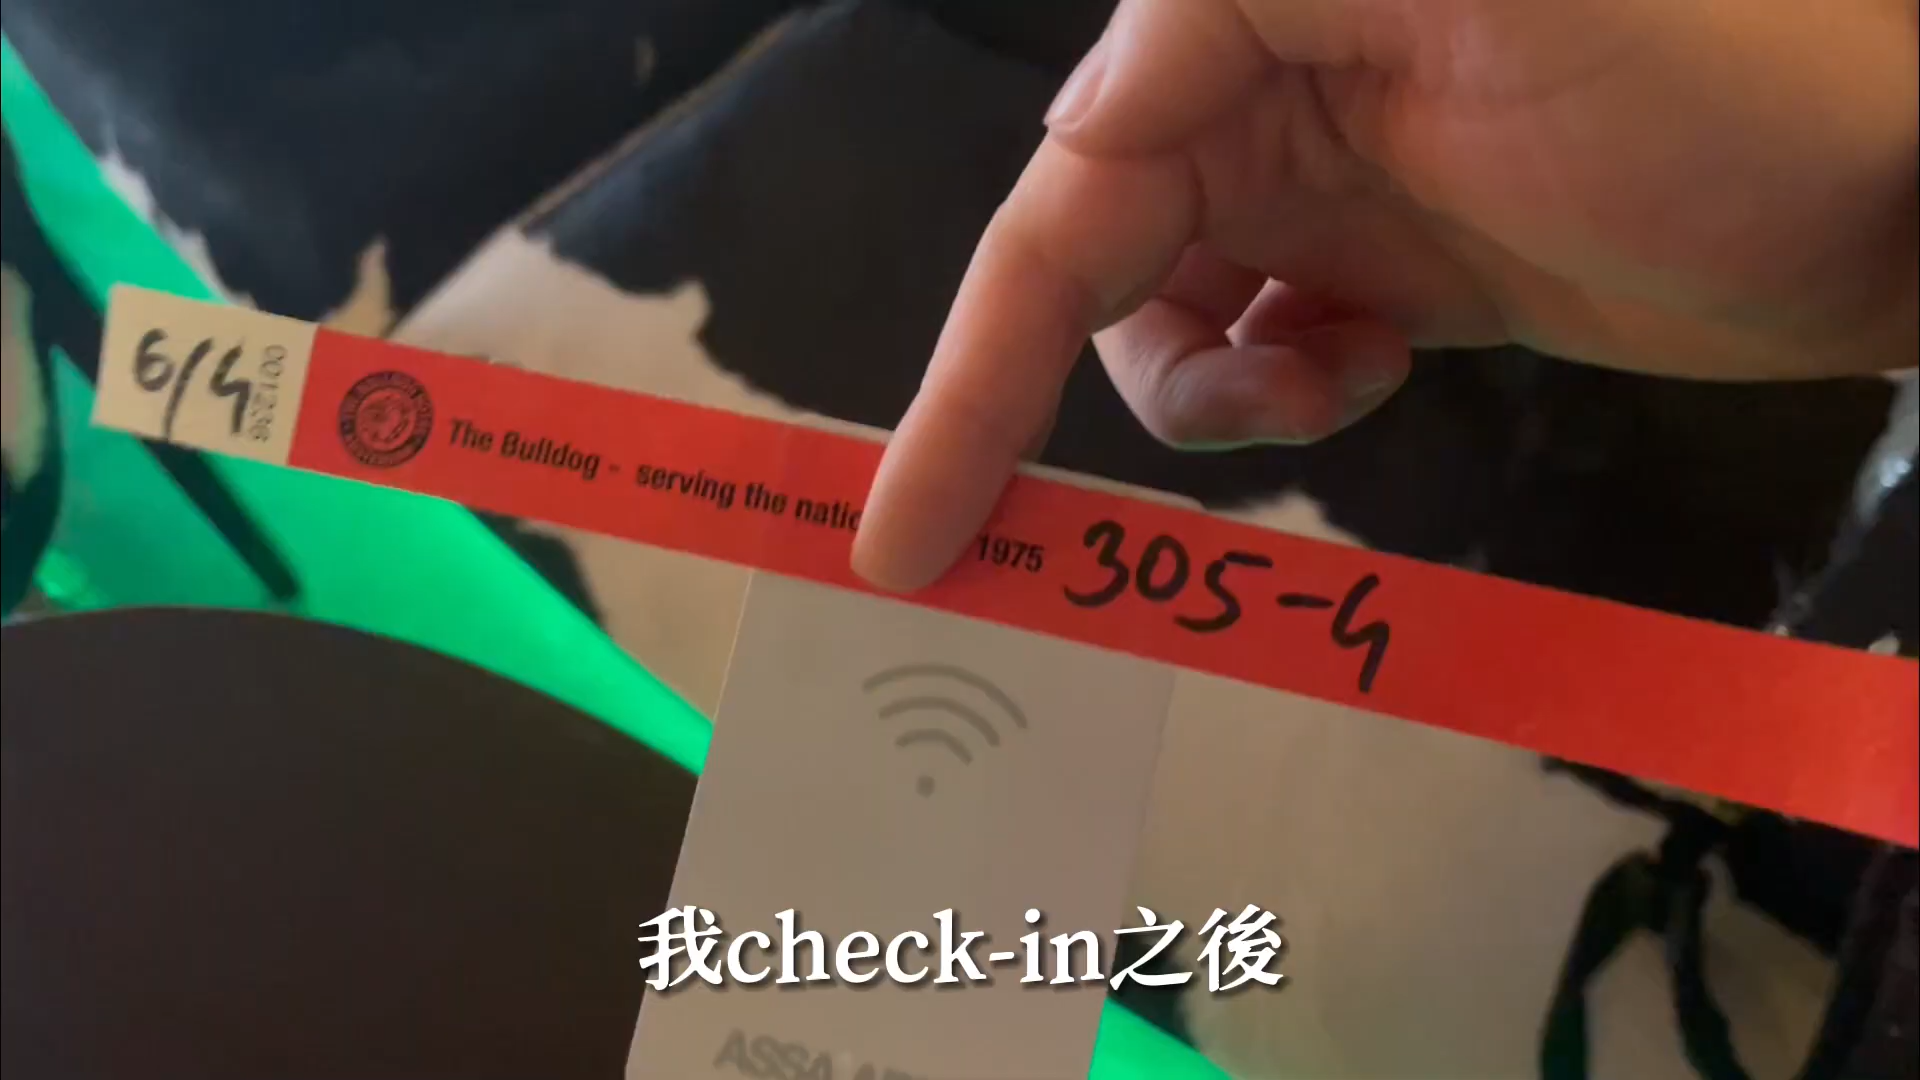 6/4
001236
The Bulldog - serving the natio 1975
305-4
我check-in之後
ASSA